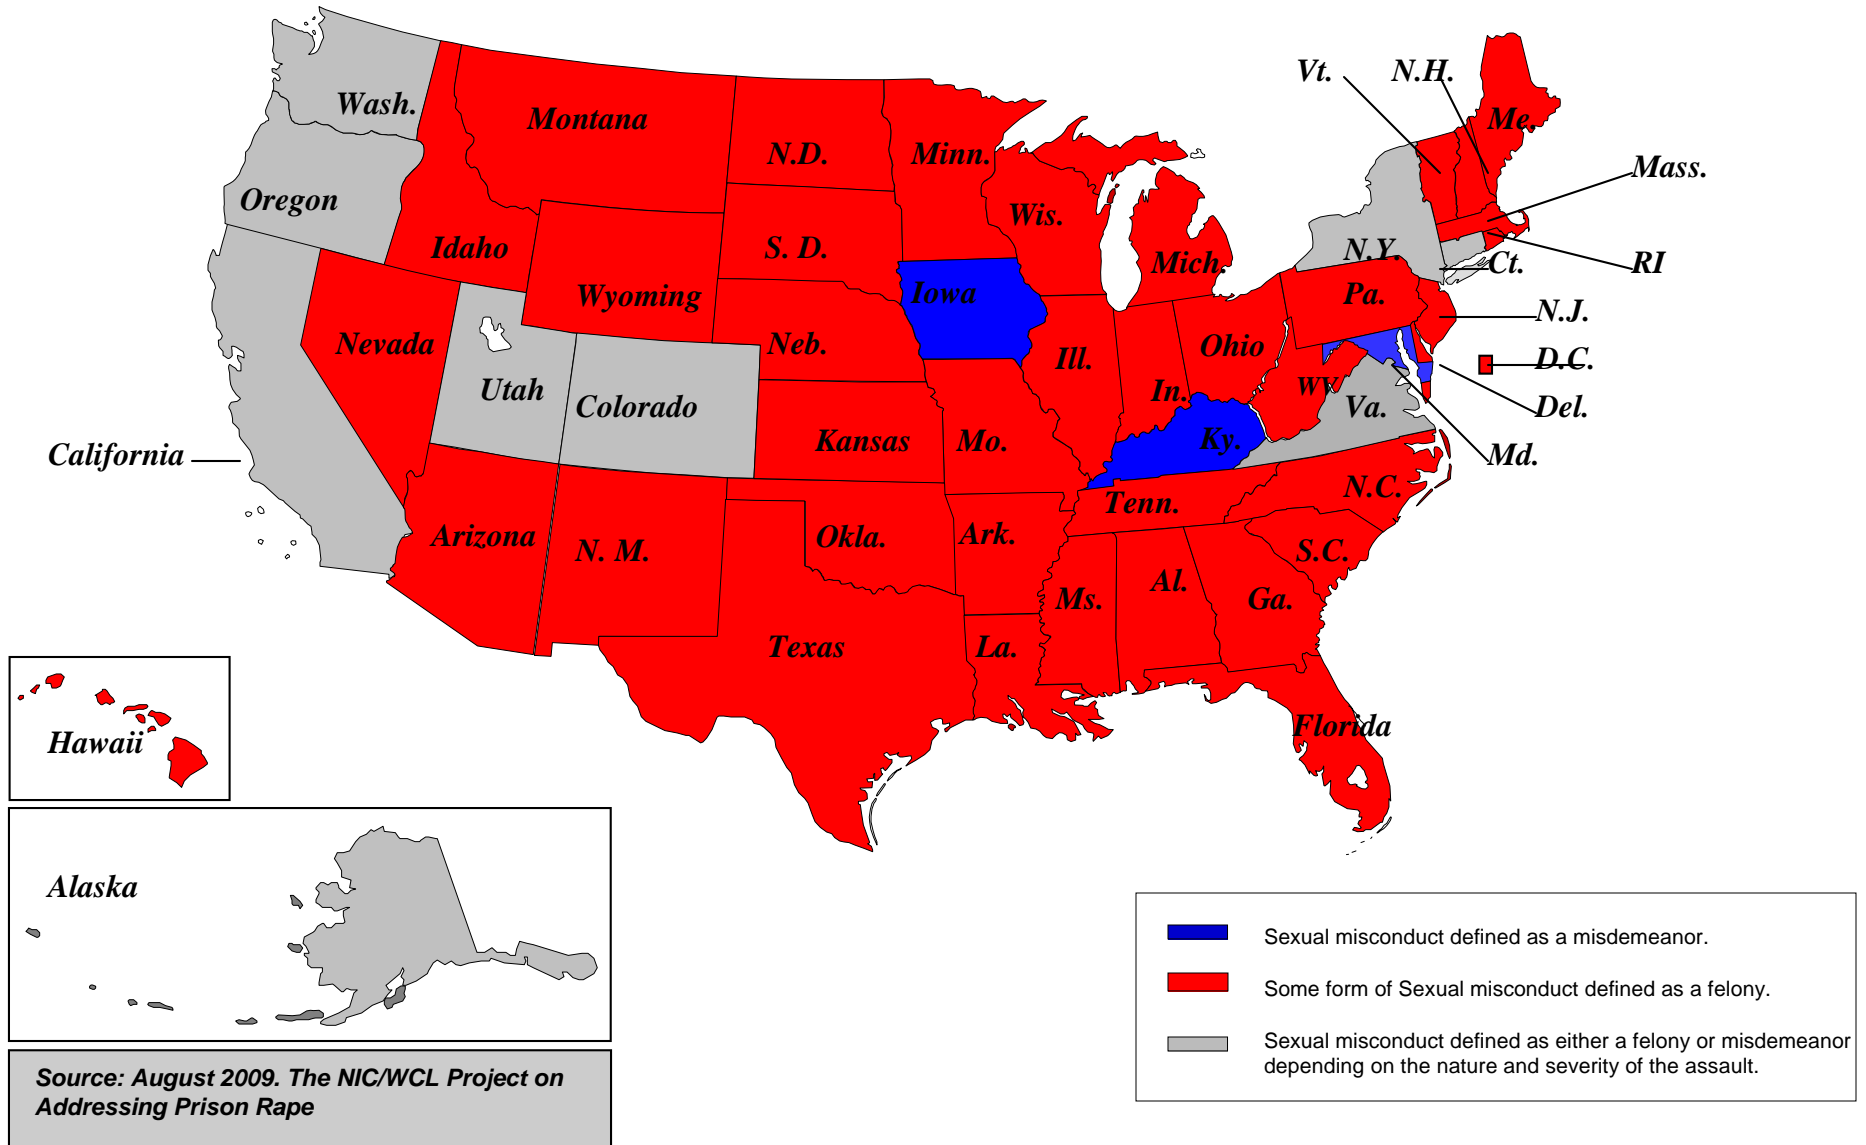 Wash.
Montana
N.D.
Minn.
Vt.
N.H.
Me.
Mass.
Oregon
Idaho
S. D.
Wis.
Mich.
N.Y.
Ct.
RI
Wyoming
Iowa
Pa.
N.J.
Nevada
Neb.
Ill.
Ohio
D.C.
Utah
Colorado
In.
WV
Va.
Del.
California
Kansas
Mo.
Ky.
Md.
Arizona
N. M.
Okla.
Ark.
Tenn.
N.C.
S.C.
Ms.
Al.
Ga.
Texas
La.
Florida
Hawaii
Alaska
Source: August 2009. The NIC/WCL Project on
Addressing Prison Rape
Sexual misconduct defined as a misdemeanor.
Some form of Sexual misconduct defined as a felony.
Sexual misconduct defined as either a felony or misdemeanor
depending on the nature and severity of the assault.